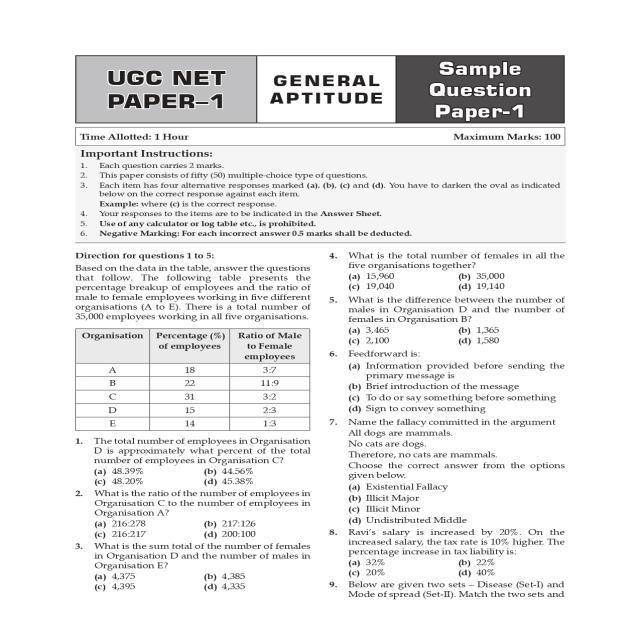 UGC NET
PAPER–1
GENERAL
APTITUDE
Sample
Question
Paper-1
Time Allotted: 1 Hour Maximum Marks: 100
Important Instructions:
1. Each question carries 2 marks.
2. This paper consists of fifty (50) multiple-choice type of questions.
3. Each item has four alternative responses marked (a), (b), (c) and (d). You have to darken the oval as indicated
below on the correct response against each item.
Example: where (c) is the correct response.
4. Your responses to the items are to be indicated in the Answer Sheet.
5. Use of any calculator or log table etc., is prohibited.
6. Negative Marking: For each incorrect answer 0.5 marks shall be deducted.
Direction for questions 1 to 5:
Based on the data in the table, answer the questions
that follow. The following table presents the
percentage breakup of employees and the ratio of
male to female employees working in five different
organisations (A to E). There is a total number of
35,000 employees working in all five organisations.
Organisation Percentage (%) Ratio of Male
of employees to Female
employees
A 18 3:7
B 22 11:9
C 31 3:2
D 15 2:3
E 14 1:3
1. The total number of employees in Organisation
D is approximately what percent of the total
number of employees in Organisation C?
(a) 48.39% (b) 44.56%
(c) 48.20% (d) 45.38%
2. What is the ratio of the number of employees in
Organisation C to the number of employees in
Organisation A?
(a) 216:278 (b) 217:126
(c) 216:217 (d) 200:100
3. What is the sum total of the number of females
in Organisation D and the number of males in
Organisation E?
(a) 4,375 (b) 4,385
(c) 4,395 (d) 4,335
4. What is the total number of females in all the
five organisations together?
(a) 15,960 (b) 35,000
(c) 19,040 (d) 19,140
5. What is the difference between the number of
males in Organisation D and the number of
females in Organisation B?
(a) 3,465 (b) 1,365
(c) 2,100 (d) 1,580
6. Feedforward is:
(a) Information provided before sending the
primary message is
(b) Brief introduction of the message
(c) To do or say something before something
(d) Sign to convey something
7. Name the fallacy committed in the argument
All dogs are mammals.
No cats are dogs.
Therefore, no cats are mammals.
Choose the correct answer from the options
given below.
(a) Existential Fallacy
(b) Illicit Major
(c) Illicit Minor
(d) Undistributed Middle
8. Ravi's salary is increased by 20%. On the
increased salary, the tax rate is 10% higher. The
percentage increase in tax liability is:
(a) 32% (b) 22%
(c) 20% (d) 40%
9. Below are given two sets – Disease (Set-I) and
Mode of spread (Set-II). Match the two sets and